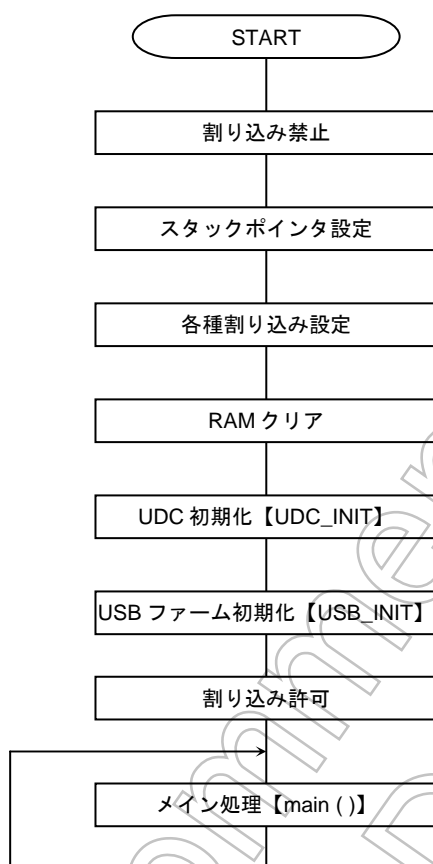 START
割り込み禁止
スタックポインタ設定
各種割り込み設定
RAM クリア
UDC 初期化【UDC_INIT】
USB ファーム初期化【USB_INIT】
割り込み許可
メイン処理【main ( )】